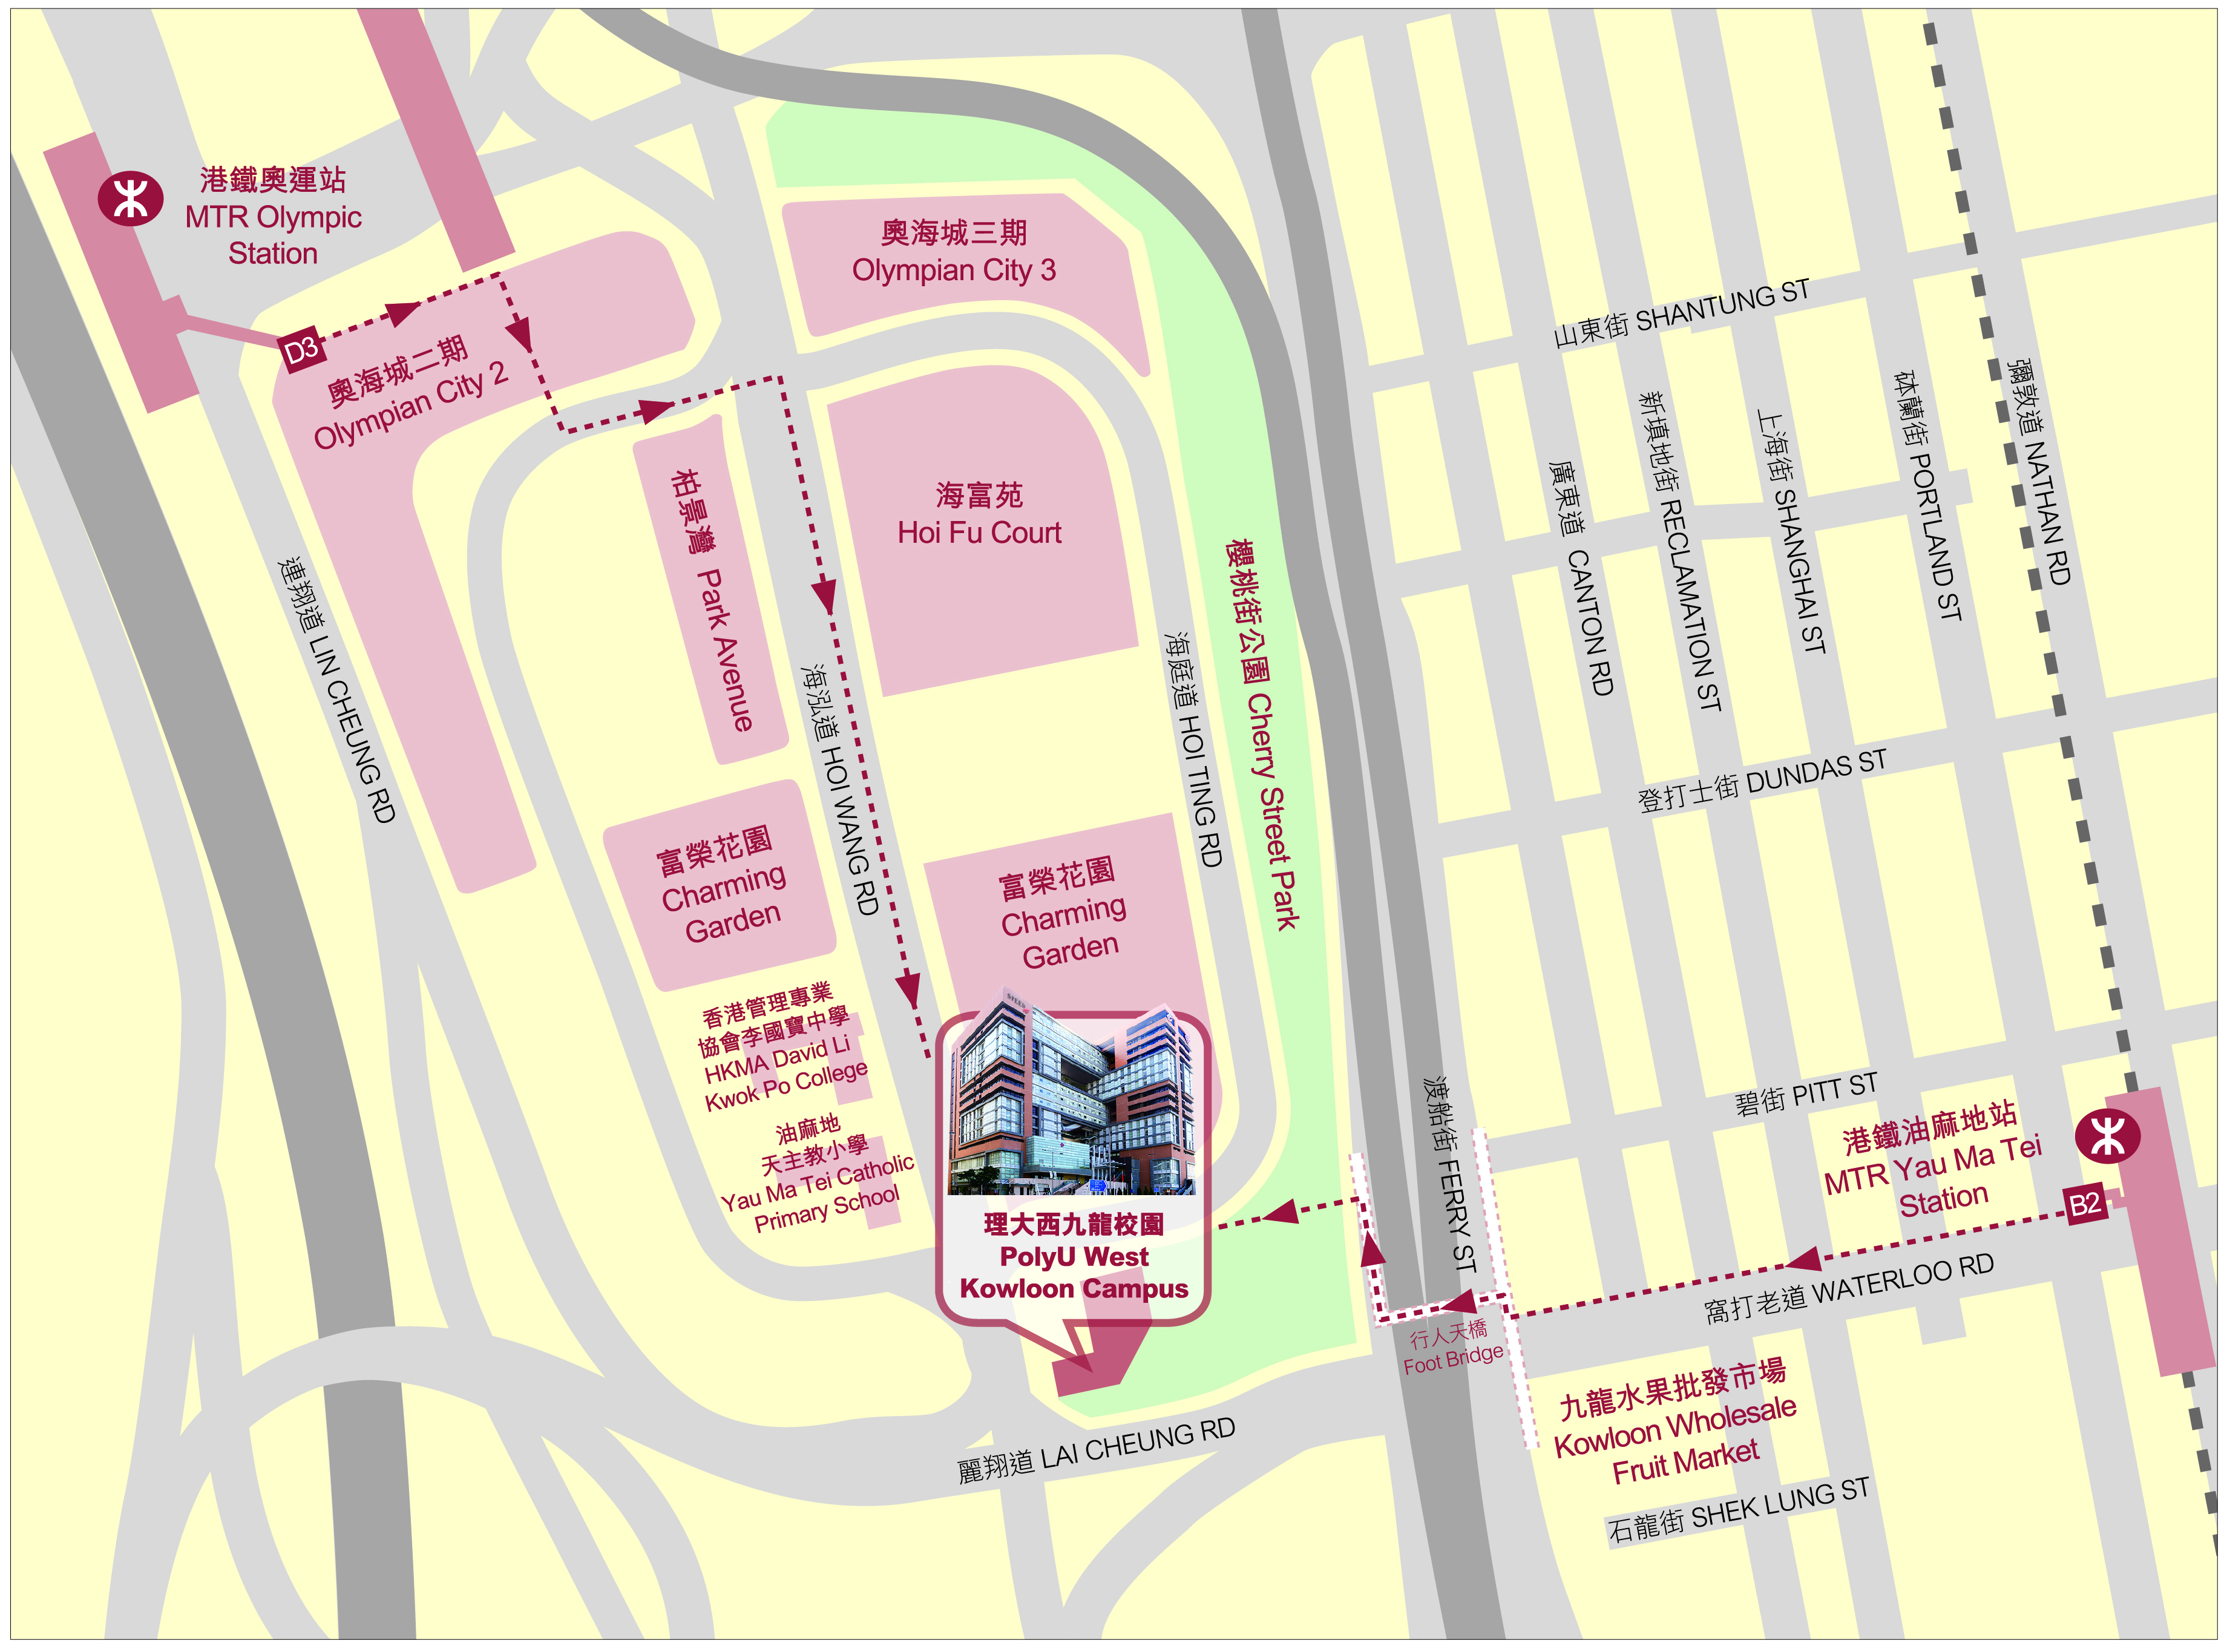 港鐵奧運站
MTR Olympic
Station
D3
奧海城二期
Olympian City 2
奧海城三期
Olympian City 3
海富苑
Hoi Fu Court
柏景灣 Park Avenue
櫻桃街公園 Cherry Street Park
連翔道 LIN CHEUNG RD
海泓道 HOI WANG RD
海庭道 HOI TING RD
富榮花園
Charming
Garden
富榮花園
Charming
Garden
香港管理專業
協會李國寶中學
HKMA David Li
Kwok Po College
油麻地
天主教小學
Yau Ma Tei Catholic
Primary School
理大西九龍校園
PolyU West
Kowloon Campus
麗翔道 LAI CHEUNG RD
渡船街 FERRY ST
行人天橋
Foot Bridge
山東街 SHANTUNG ST
廣東道 CANTON RD
新填地街 RECLAMATION ST
上海街 SHANGHAI ST
砵蘭街 PORTLAND ST
彌敦道 NATHAN RD
登打士街 DUNDAS ST
碧街 PITT ST
港鐵油麻地站
MTR Yau Ma Tei
Station
B2
窩打老道 WATERLOO RD
九龍水果批發市場
Kowloon Wholesale
Fruit Market
石龍街 SHEK LUNG ST